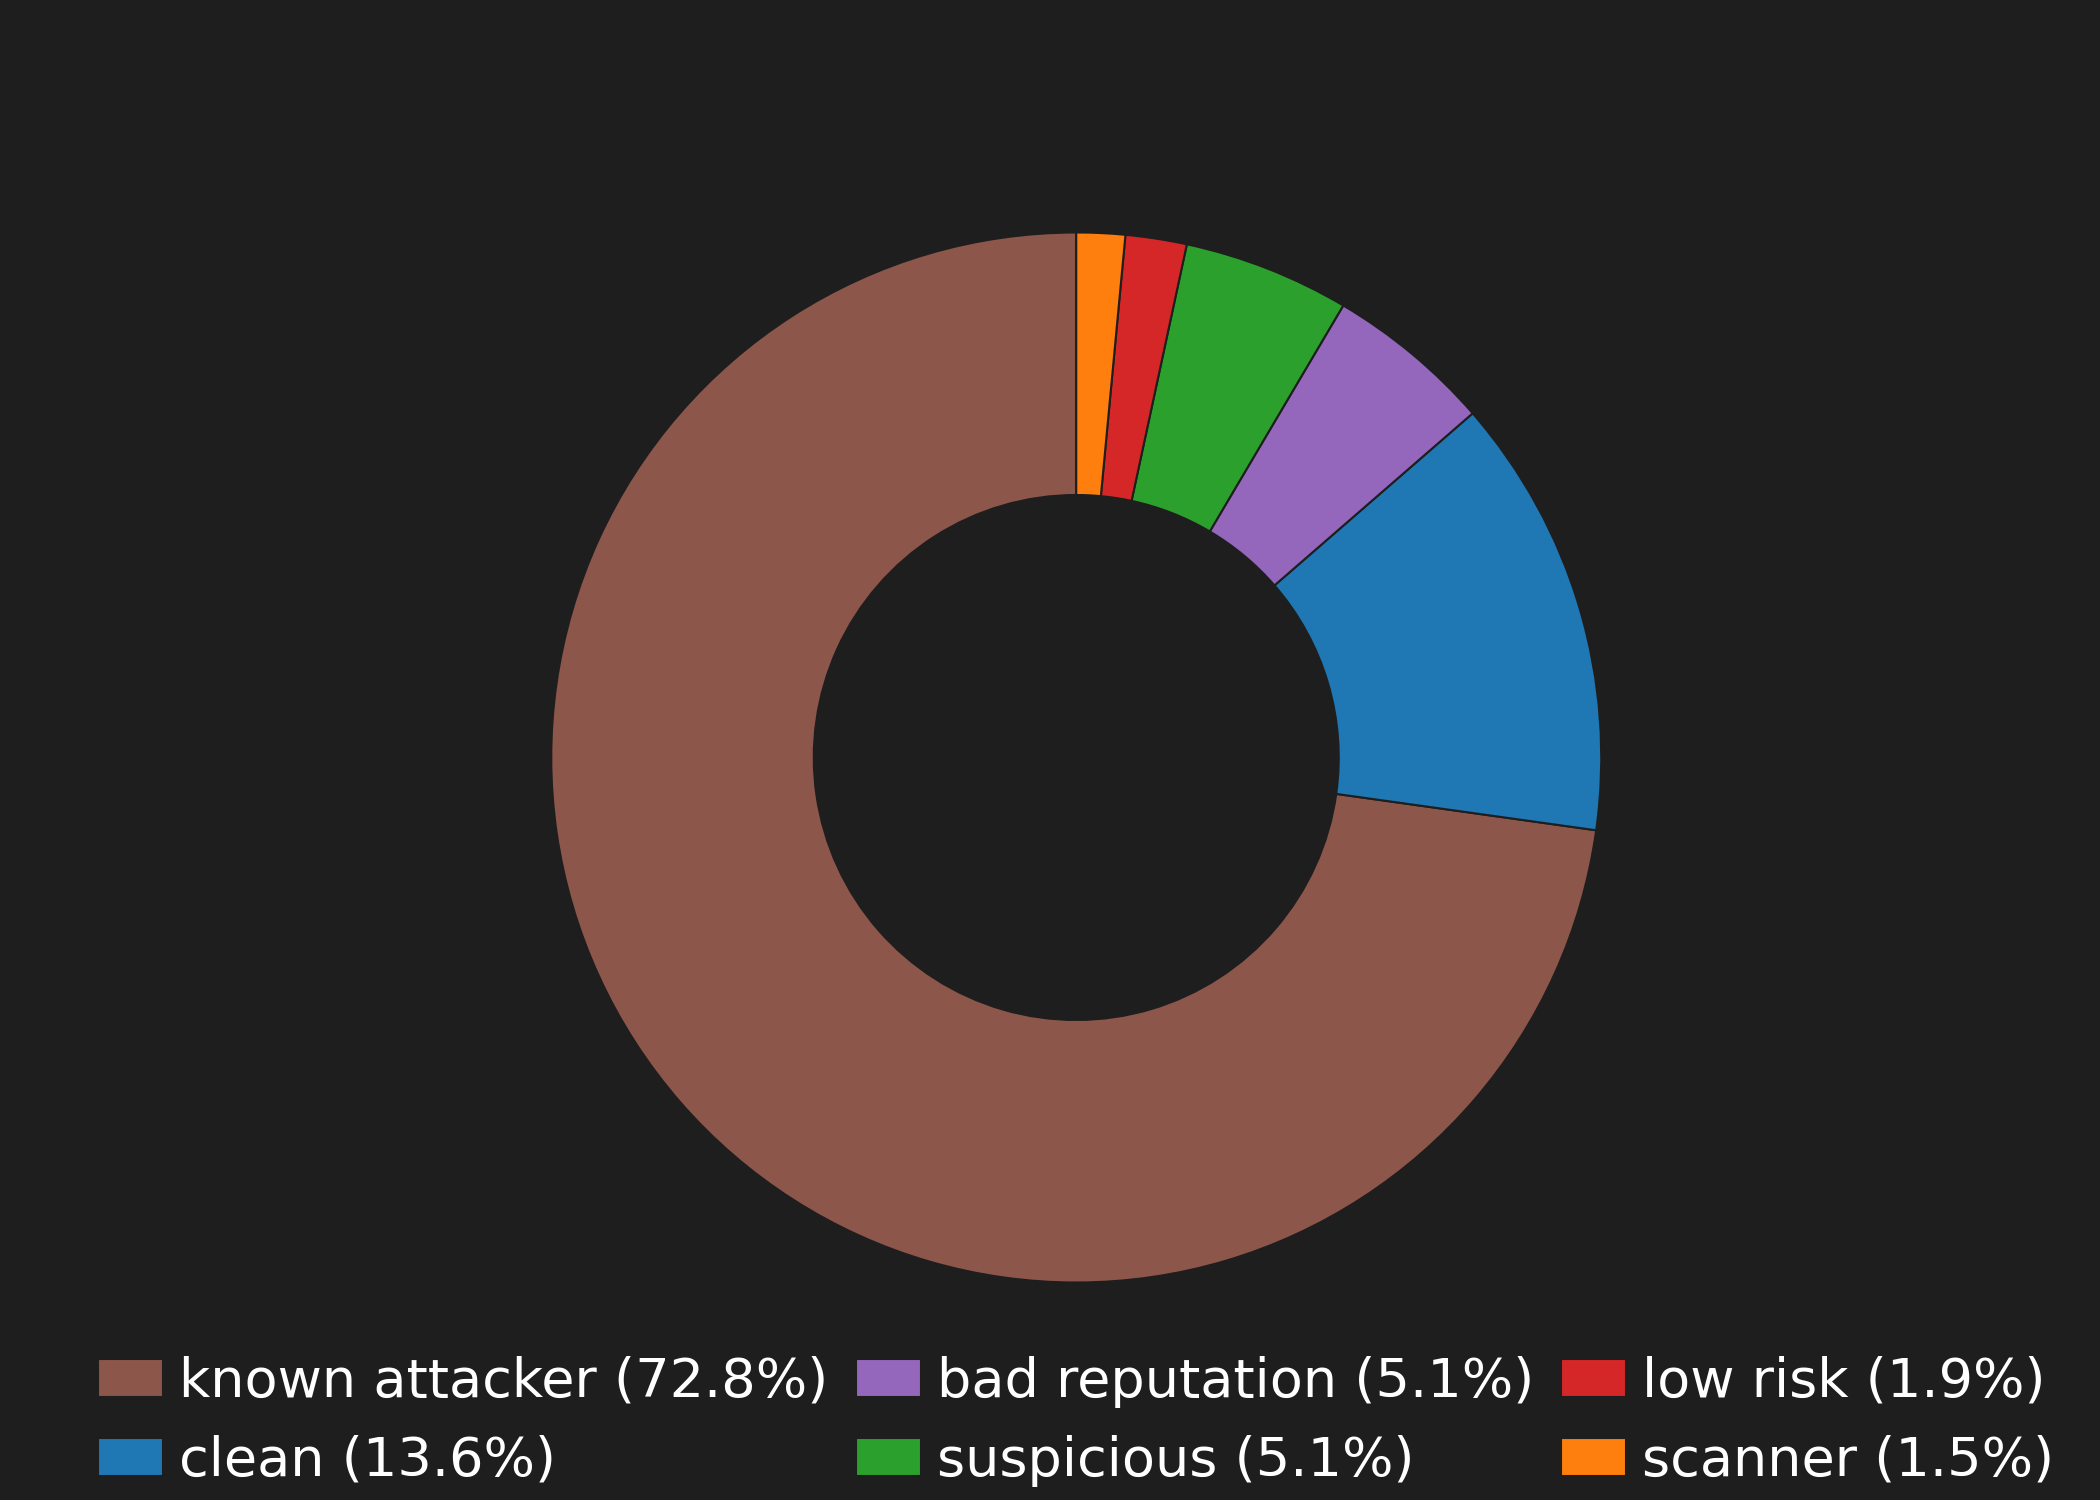 known attacker (72.8%)
clean (13.6%)
bad reputation (5.1%)
suspicious (5.1%)
low risk (1.9%)
scanner (1.5%)